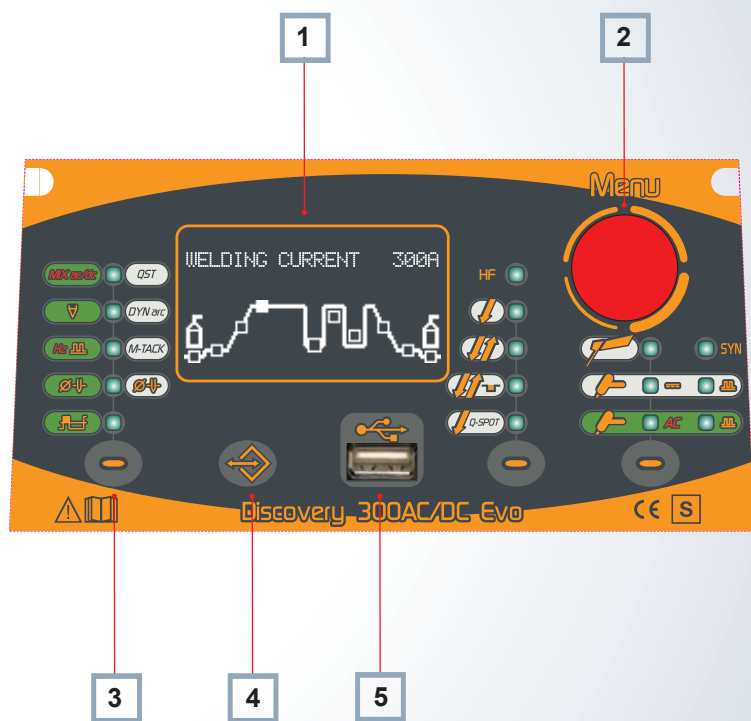 1 2
Menu
WELDING CURRENT 300A
MIX ac/dc QST
HF
DYN arc
Hz M-TACK
SYN
Q-SPOT
AC
Discovery 300AC/DC Evo
CE S
3 4 5